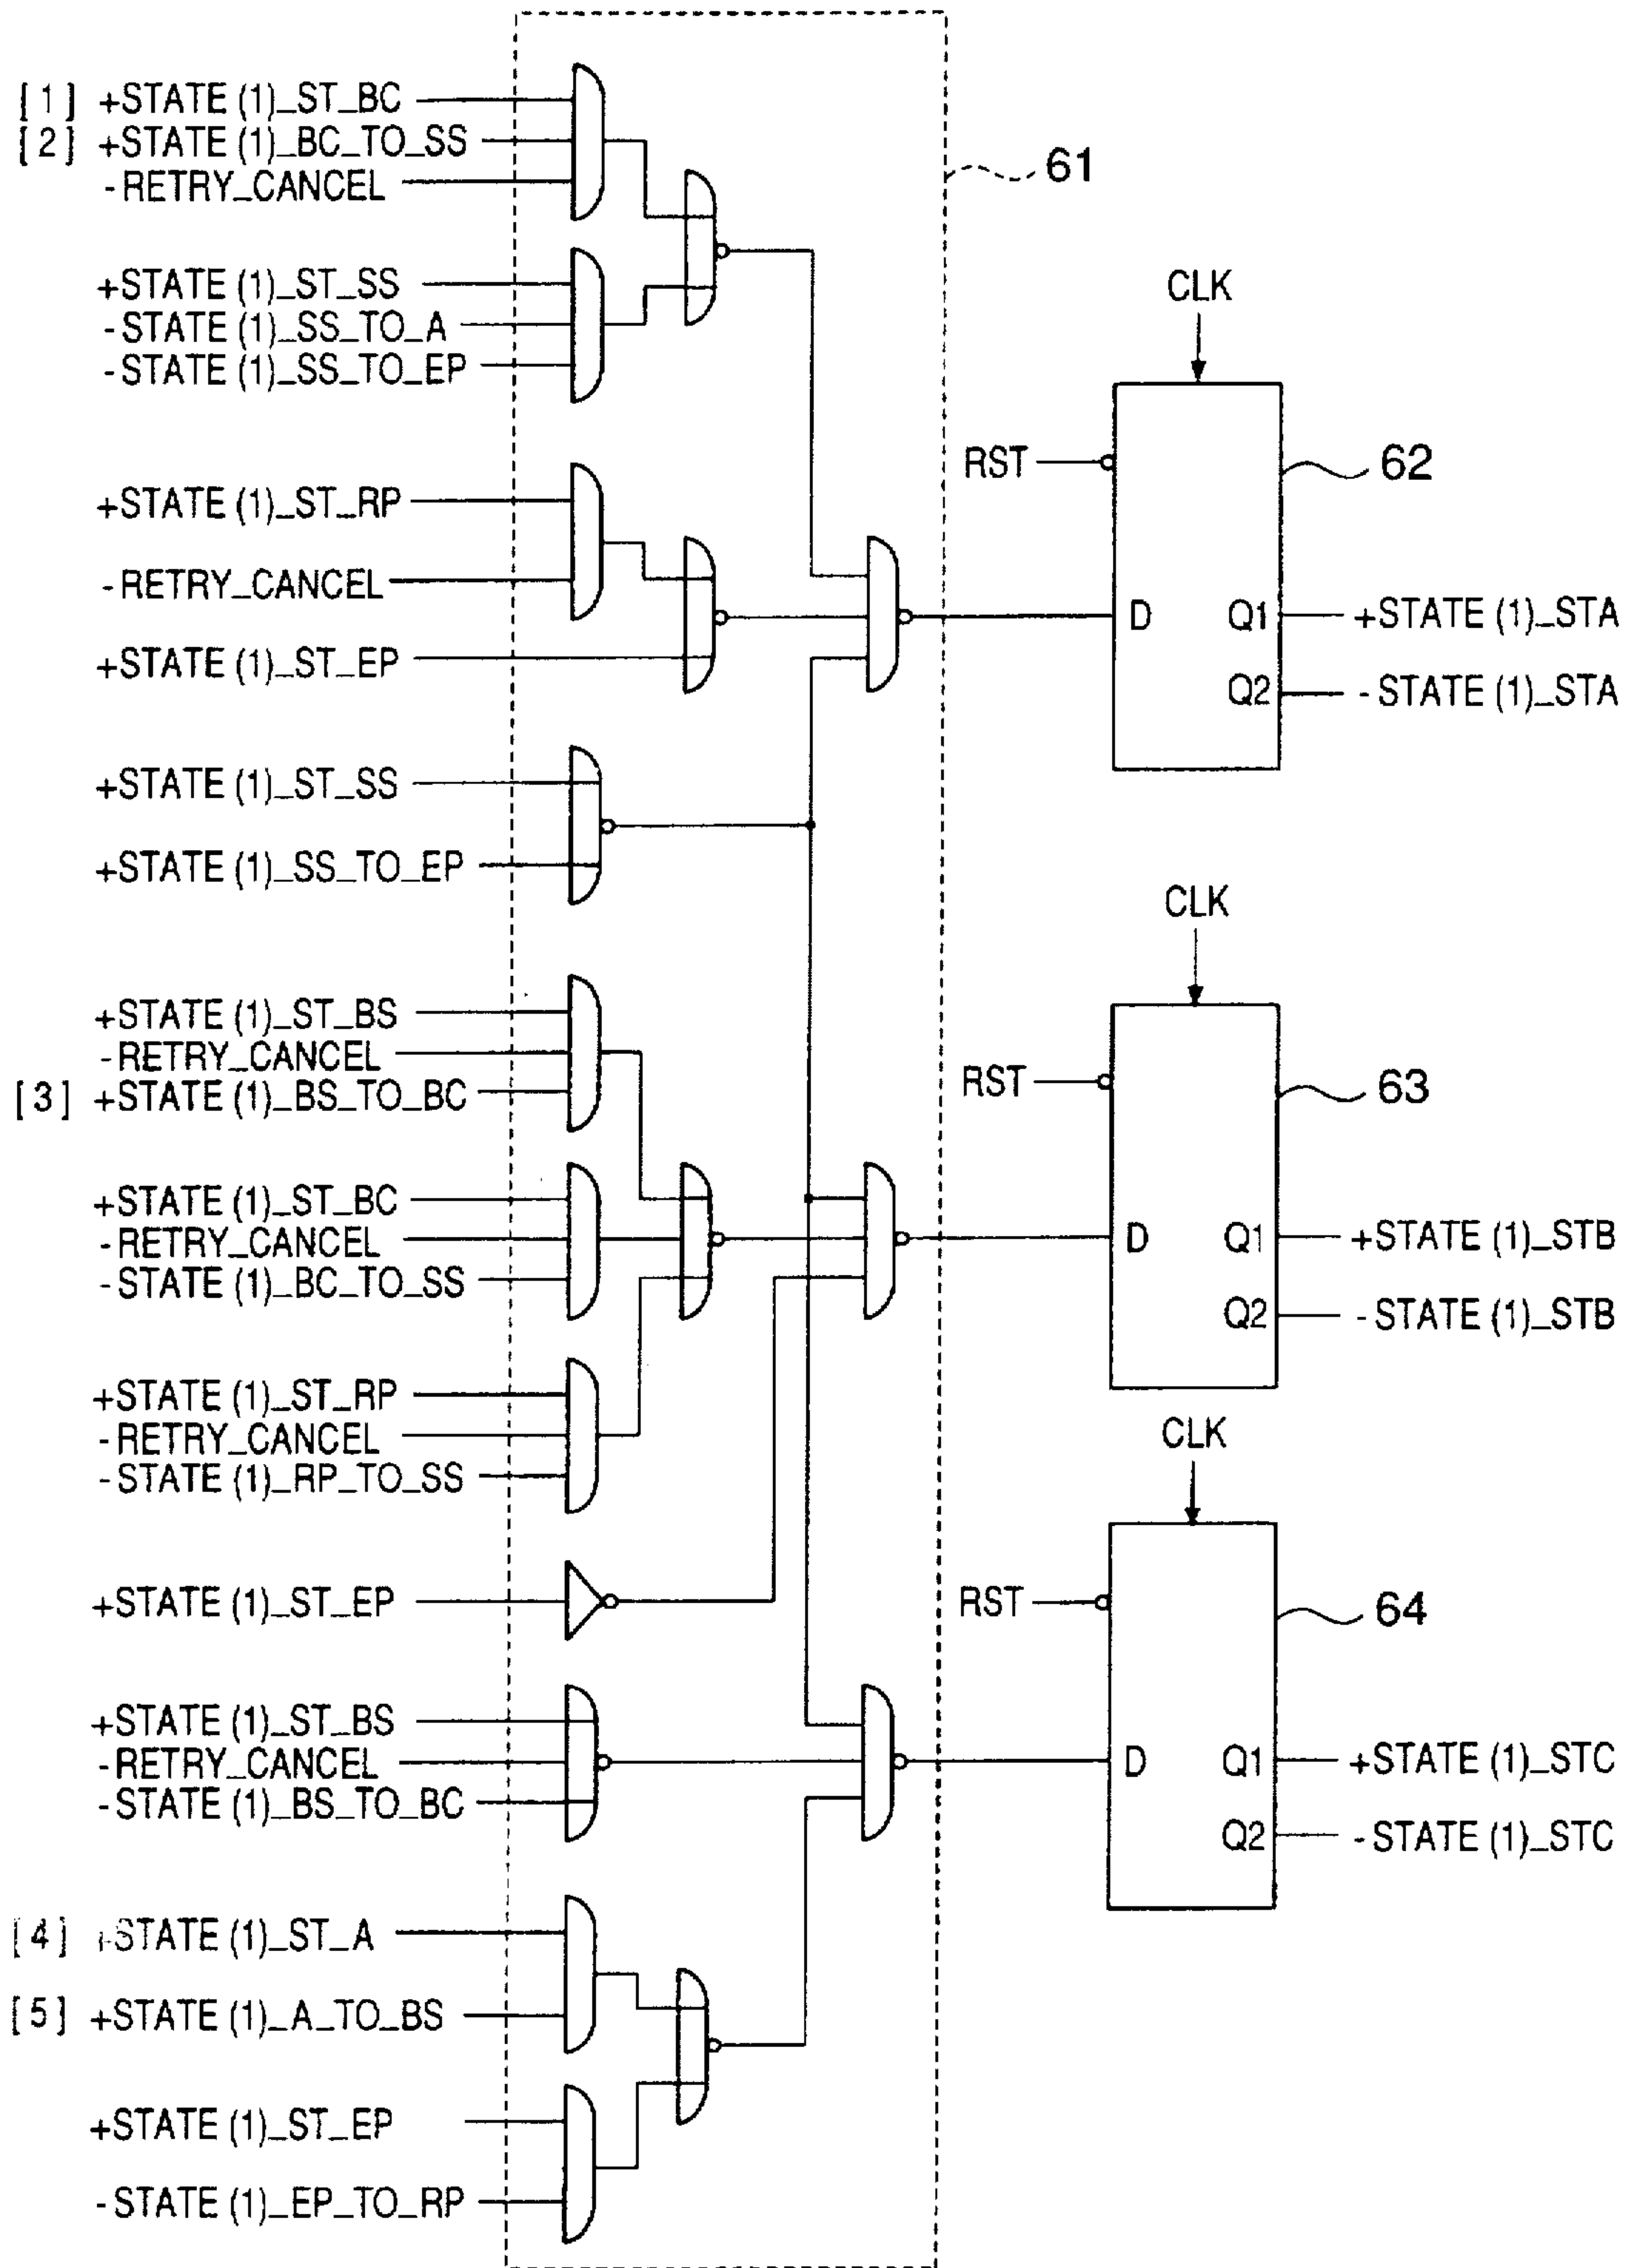 [1] +STATE (1)_ST_BC
[2] +STATE (1)_BC_TO_SS
-RETRY_CANCEL
61
+STATE (1)_ST_SS
-STATE (1)_SS_TO_A
-STATE (1)_SS_TO_EP
CLK
+STATE (1)_ST_RP
RST
62
-RETRY_CANCEL
D
Q1
+STATE (1)_STA
+STATE (1)_ST_EP
Q2
-STATE (1)_STA
+STATE (1)_ST_SS
+STATE (1)_SS_TO_EP
CLK
+STATE (1)_ST_BS
-RETRY_CANCEL
[3] +STATE (1)_BS_TO_BC
RST
63
+STATE (1)_ST_BC
-RETRY_CANCEL
-STATE (1)_BC_TO_SS
D
Q1
+STATE (1)_STB
Q2
-STATE (1)_STB
+STATE (1)_ST_RP
-RETRY_CANCEL
-STATE (1)_RP_TO_SS
CLK
+STATE (1)_ST_EP
RST
64
+STATE (1)_ST_BS
-RETRY_CANCEL
-STATE (1)_BS_TO_BC
D
Q1
+STATE (1)_STC
Q2
-STATE (1)_STC
[4] +STATE (1)_ST_A
[5] +STATE (1)_A_TO_BS
+STATE (1)_ST_EP
-STATE (1)_EP_TO_RP